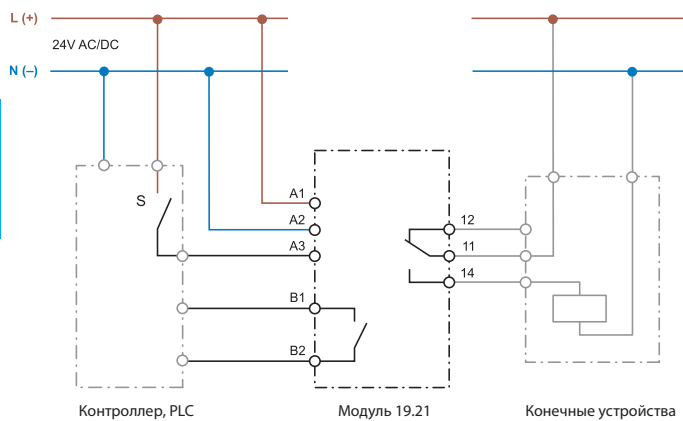 L (+)
24V AC/DC
N (–)
S
A1
A2
A3
B1
B2
12
11
14
Контроллер, PLC
Модуль 19.21
Конечные устройства